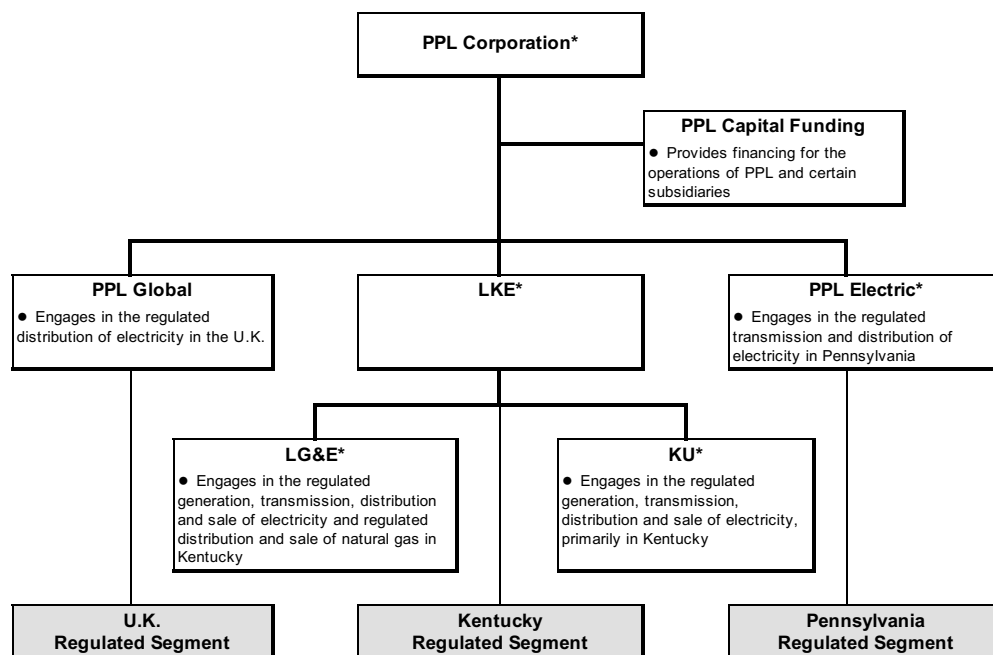 PPL Corporation*
PPL Capital Funding
● Provides financing for the
operations of PPL and certain
subsidiaries
PPL Global
● Engages in the regulated
distribution of electricity in the U.K.
LKE*
PPL Electric*
● Engages in the regulated
transmission and distribution of
electricity in Pennsylvania
LG&E*
● Engages in the regulated
generation, transmission, distribution
and sale of electricity and regulated
distribution and sale of natural gas in
Kentucky
KU*
● Engages in the regulated
generation, transmission,
distribution and sale of electricity,
primarily in Kentucky
U.K.
Regulated Segment
Kentucky
Regulated Segment
Pennsylvania
Regulated Segment